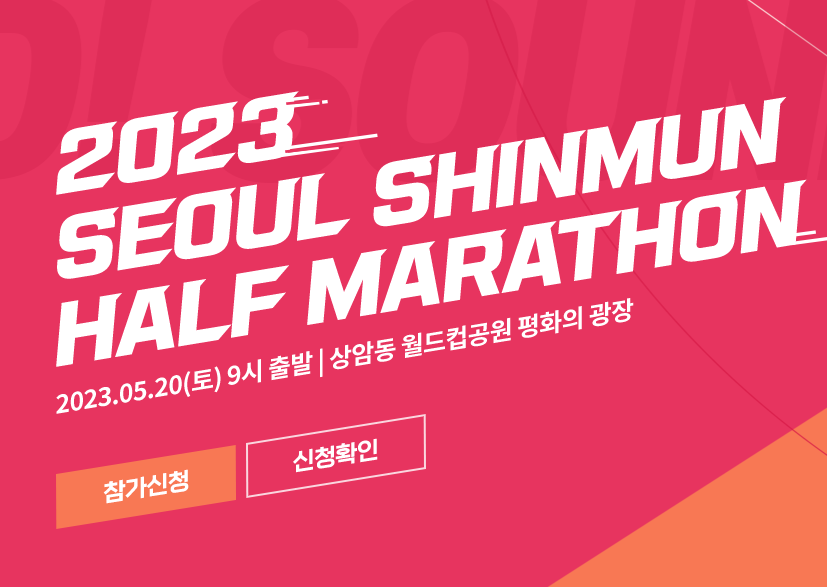 2023
SEOUL SHINMUN
HALF MARATHON
2023.05.20(토) 9시 출발 | 상암동 월드컵공원 평화의 광장
참가신청
신청확인